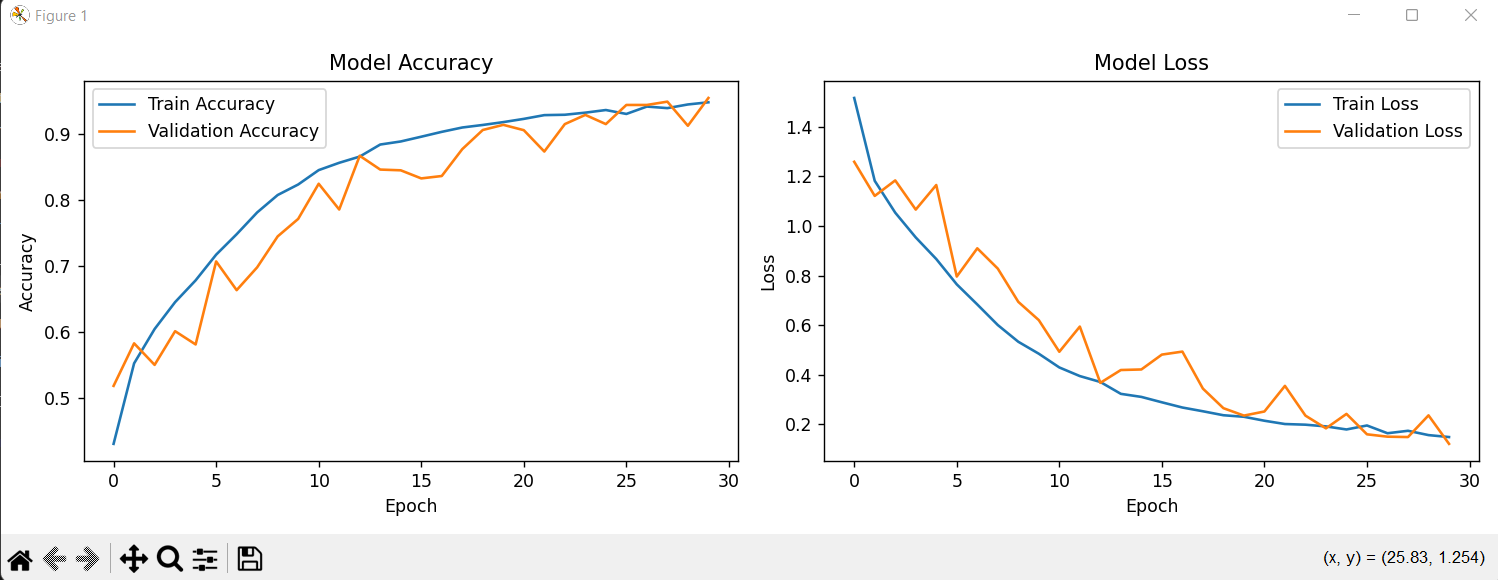 Figure 1
Model Accuracy
Train Accuracy
Validation Accuracy
0.9
0.8
0.7
0.6
0.5
Accuracy
0 5 10 15 20 25 30
Epoch
Model Loss
Train Loss
Validation Loss
1.4
1.2
1.0
0.8
0.6
0.4
0.2
Loss
0 5 10 15 20 25 30
Epoch
(x, y) = (25.83, 1.254)